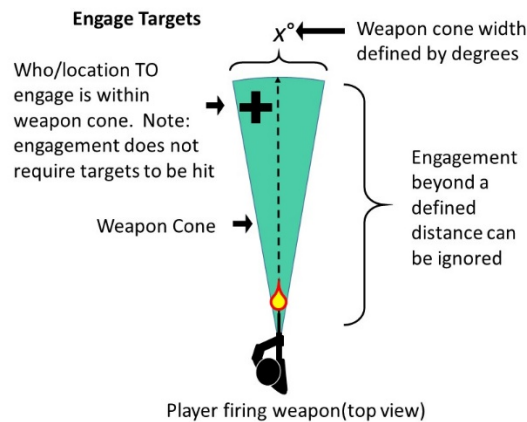 Engage Targets
x°
Weapon cone width
defined by degrees
Who/location TO
engage is within
weapon cone.  Note:
engagement does not
require targets to be hit
Engagement
beyond a
defined
distance can
be ignored
Weapon Cone
Player firing weapon(top view)